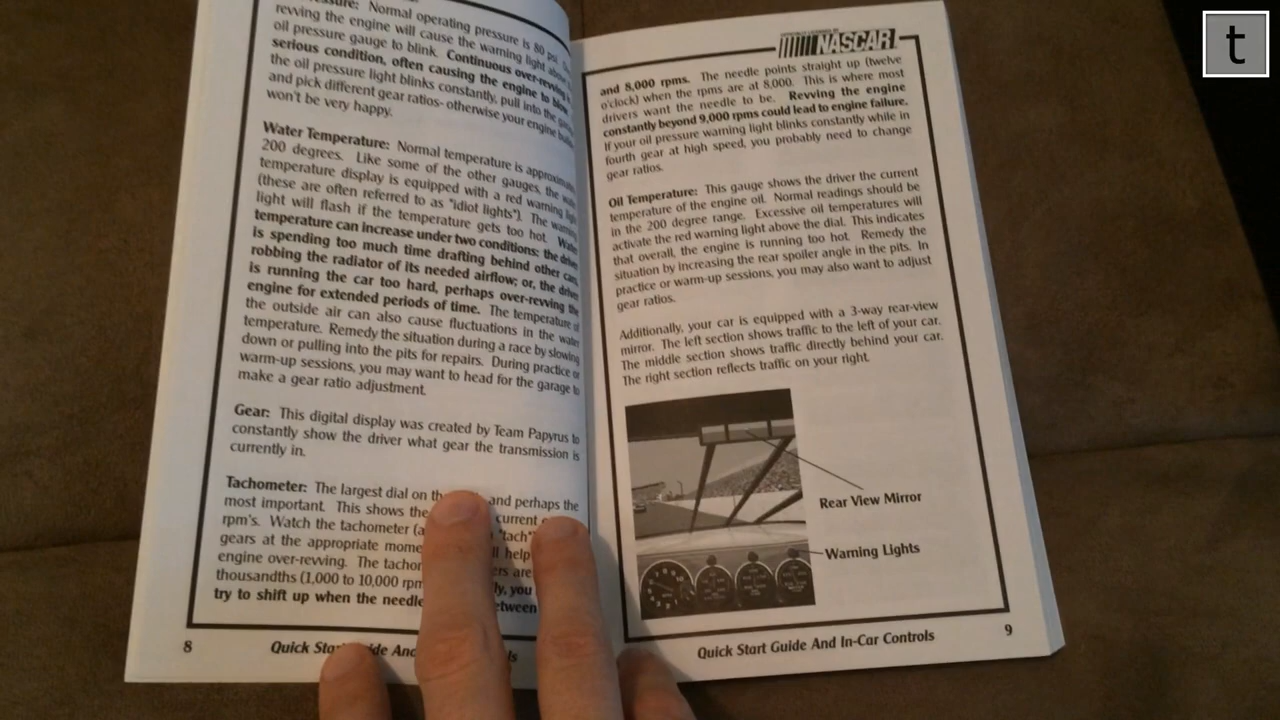 Normal operating pressure is 80 psi.
revving the engine will cause the warning light
oil pressure gauge to blink. Continuous over-revving
serious condition, often causing the engine to
the oil pressure light blinks constantly, pull into the
and pick different gear ratios- otherwise your engine
won't be very happy.
Water Temperature: Normal temperature is
200 degrees. Like some of the other gauges, the
temperature display is equipped with a red warning
(these are often referred to as "idiot lights"). The warning
light will flash if the temperature gets too hot. Water
temperature can increase under two conditions: the
is spending too much time drafting behind other
robbing the radiator of its needed airflow; or, the
is running the car too hard, perhaps over-revving the
engine for extended periods of time. The temperature of
the outside air can also cause fluctuations in the water
temperature. Remedy the situation during a race by slowing
down or pulling into the pits for repairs. During practice or
warm-up sessions, you may want to head for the garage to
make a gear ratio adjustment.
Gear: This digital display was created by Team Papyrus to
constantly show the driver what gear the transmission is
currently in.
Tachometer: The largest dial on and perhaps the
most important. This shows the current
rpm's. Watch the tachometer "tach"
gears at the appropriate help
engine over-revving. The are
thousandths (1,000 to 10,000 you
try to shift up when the
8
Quick
NASCAR
and 8,000 rpms. The needle points straight up (twelve
o'clock) when the rpms are at 8,000. This is where most
drivers want the needle to be. Revving the engine
constantly beyond 9,000 rpms could lead to engine failure.
If your oil pressure warning light blinks constantly while in
fourth gear at high speed, you probably need to change
gear ratios.
Oil Temperature: This gauge shows the driver the current
temperature of the engine oil. Normal readings should be
in the 200 degree range. Excessive oil temperatures will
activate the red warning light above the dial. This indicates
that overall, the engine is running too hot. Remedy the
situation by increasing the rear spoiler angle in the pits. In
practice or warm-up sessions, you may also want to adjust
gear ratios.
Additionally, your car is equipped with a 3-way rear-view
mirror. The left section shows traffic to the left of your car.
The middle section shows traffic directly behind your car.
The right section reflects traffic on your right.
Rear View Mirror
Warning Lights
Quick Start Guide And In-Car Controls
9
t